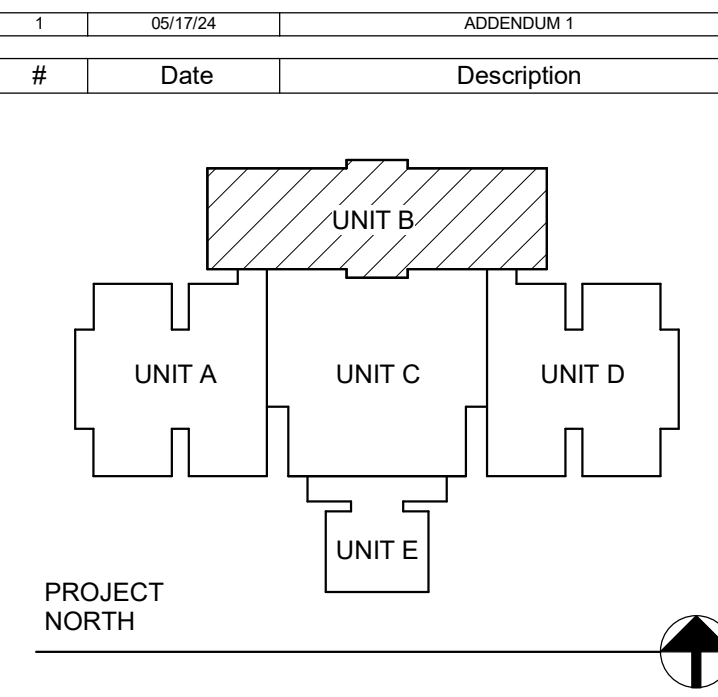 1 05/17/24 ADDENDUM 1
# Date Description
UNIT B
UNIT A UNIT C UNIT D
UNIT E
PROJECT
NORTH